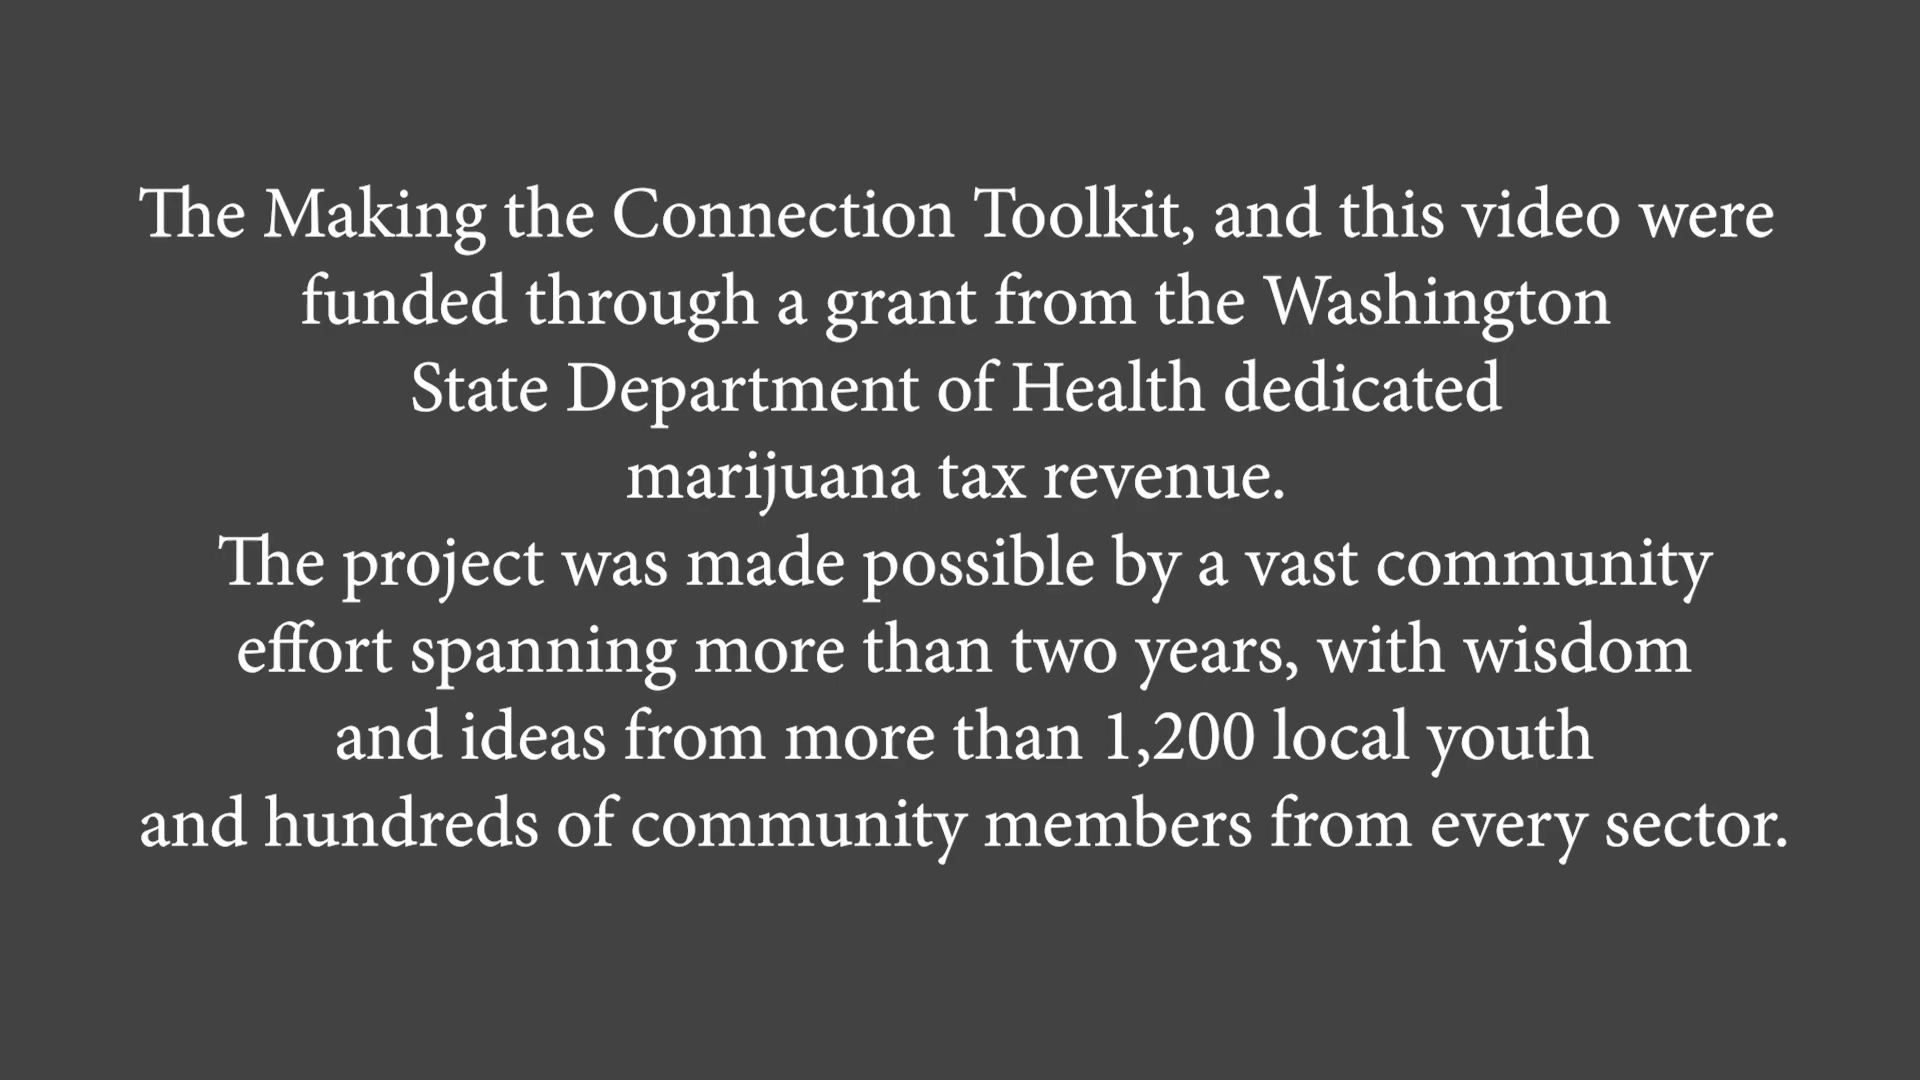 The Making the Connection Toolkit, and this video were
funded through a grant from the Washington
State Department of Health dedicated
marijuana tax revenue.
The project was made possible by a vast community
effort spanning more than two years, with wisdom
and ideas from more than 1,200 local youth
and hundreds of community members from every sector.